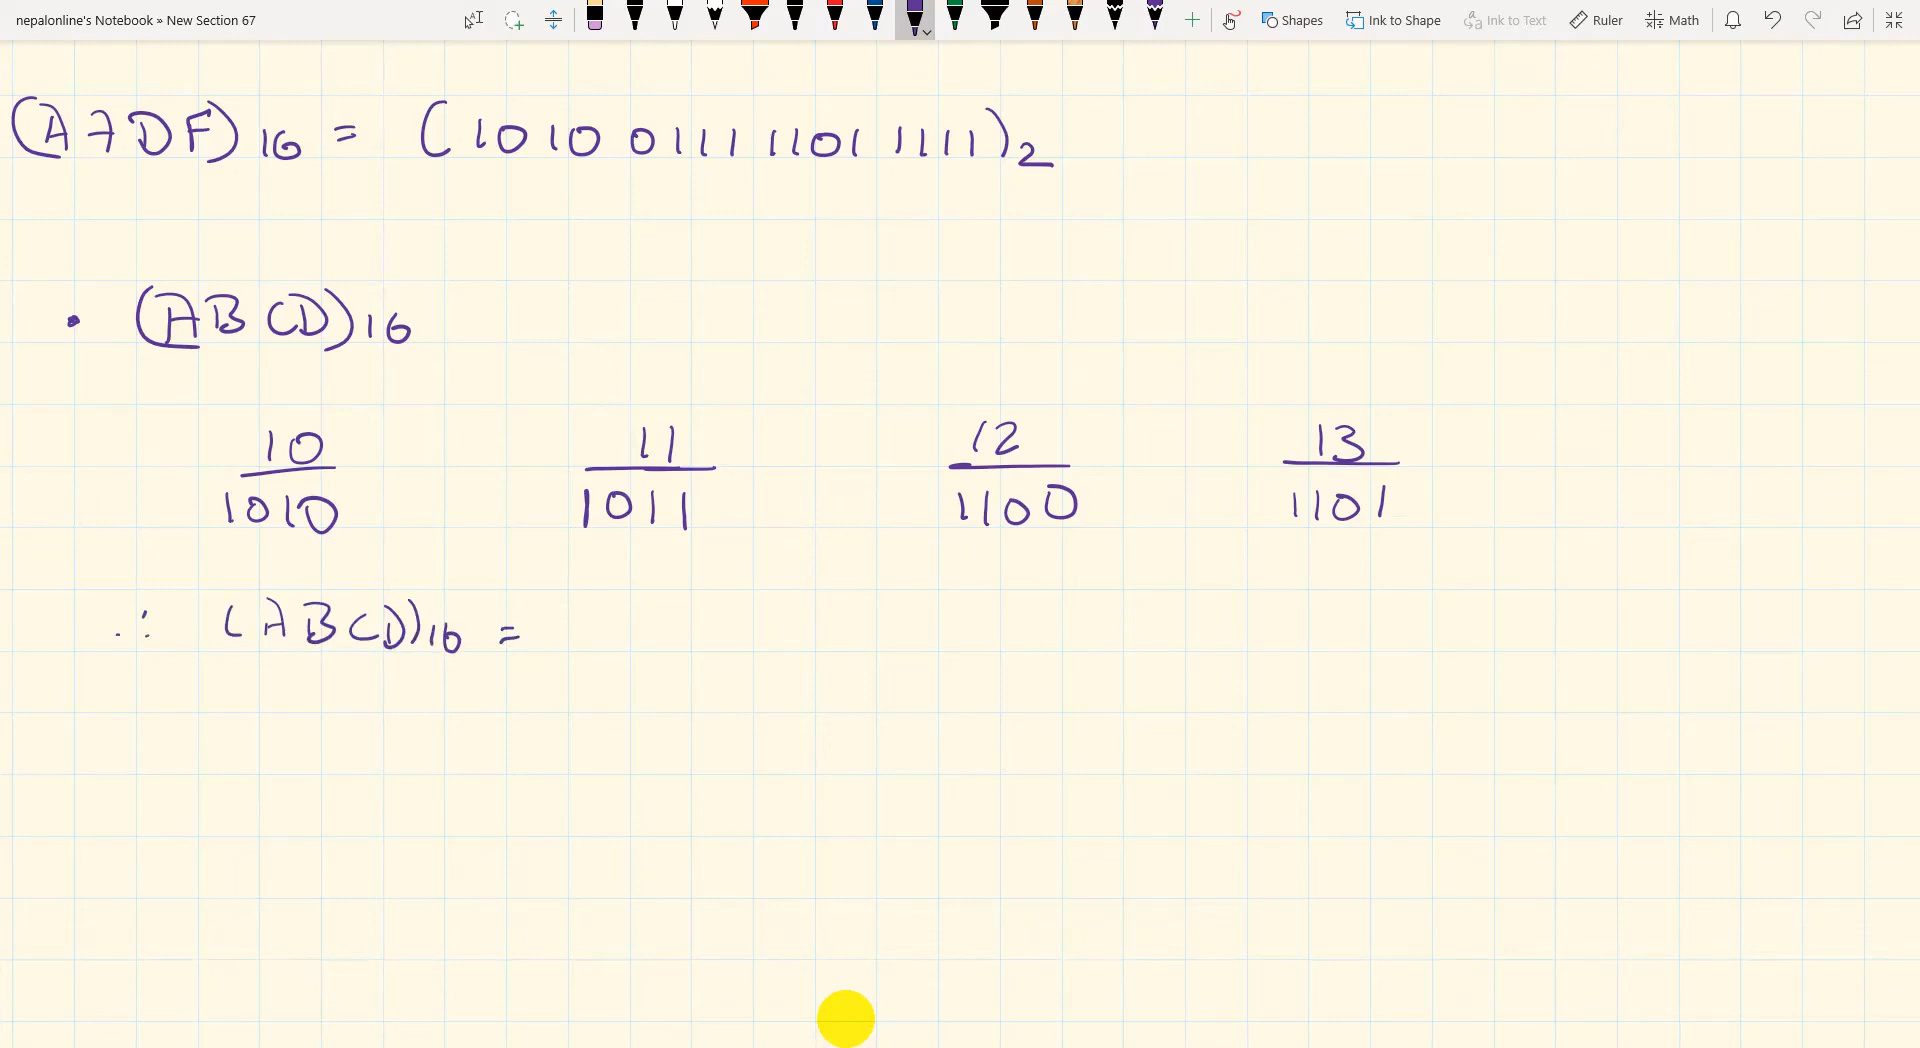 nepalonline's Notebook » New Section 67
Shapes Ink to Shape Ink to Text Ruler Math
(A7DF)16 = (1010 0111 1101 1111)2
• (ABCD)16
10 11 12 13
1010 1011 1100 1101
∴ (ABCD)16 =